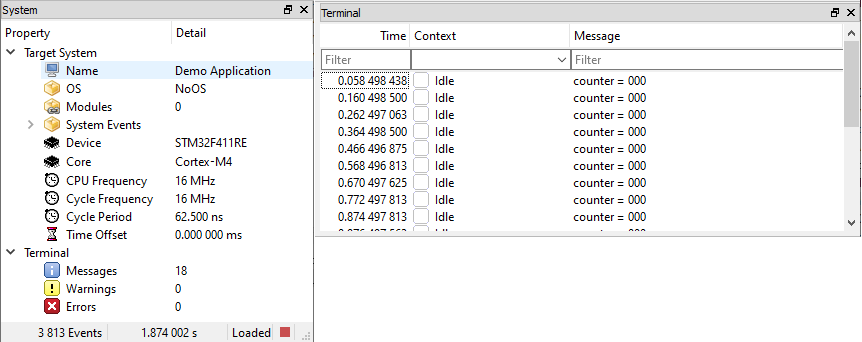 System
Property Detail
Target System
Name Demo Application
OS NoOS
Modules 0
System Events
Device STM32F411RE
Core Cortex-M4
CPU Frequency 16 MHz
Cycle Frequency 16 MHz
Cycle Period 62.500 ns
Time Offset 0.000 000 ms
Terminal
Messages 18
Warnings 0
Errors 0
3 813 Events 1.874 002 s Loaded
Terminal
Time Context Message
Filter Filter
0.058 498 438 Idle counter = 000
0.160 498 500 Idle counter = 000
0.262 497 063 Idle counter = 000
0.364 498 500 Idle counter = 000
0.466 496 875 Idle counter = 000
0.568 496 813 Idle counter = 000
0.670 497 625 Idle counter = 000
0.772 497 813 Idle counter = 000
0.874 497 813 Idle counter = 000
Idle counter = 000